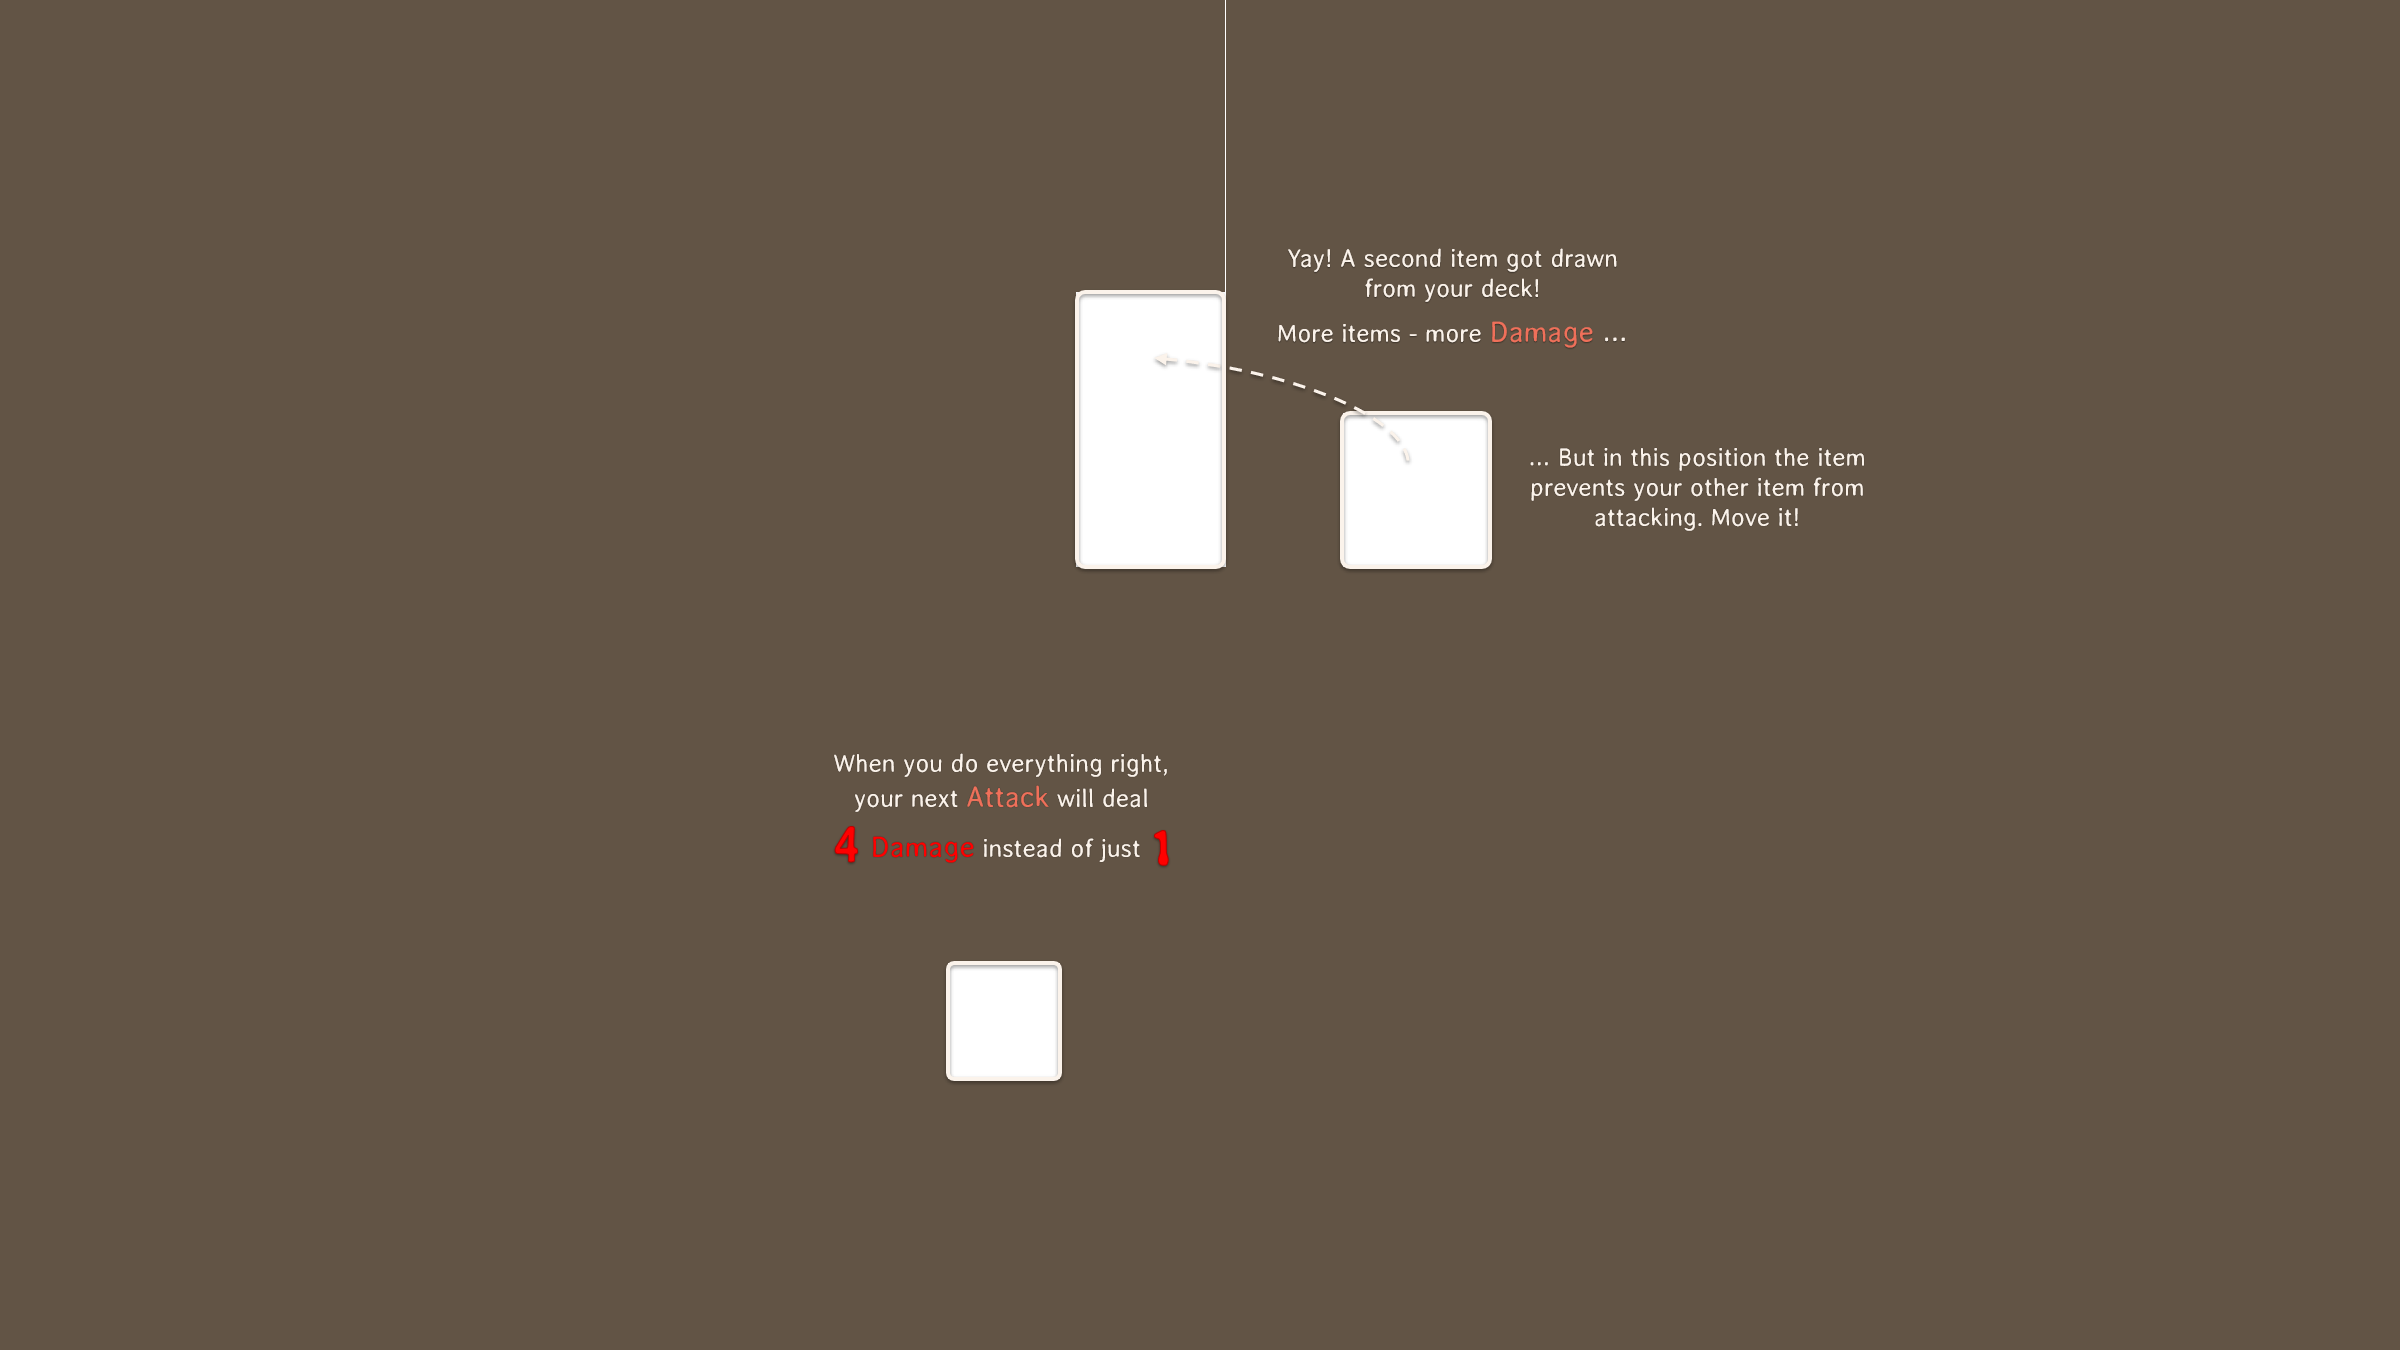 Yay! A second item got drawn
from your deck!
More items - more Damage ...
... But in this position the item
prevents your other item from
attacking. Move it!
When you do everything right,
your next Attack will deal
4 Damage instead of just 1